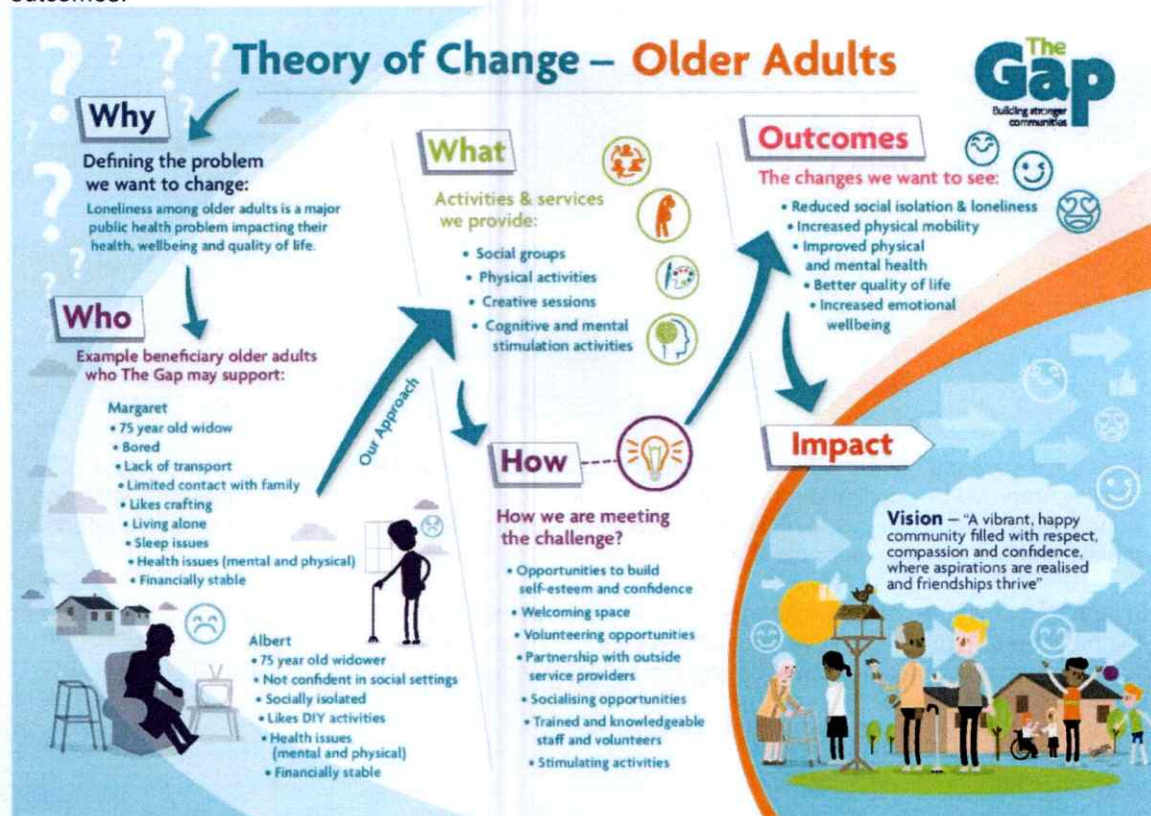 outcomes.
Theory of Change – Older Adults
The
Gap
Building stronger
communities
Why
Defining the problem
we want to change:
Loneliness among older adults is a major
public health problem impacting their
health, wellbeing and quality of life.
Who
Example beneficiary older adults
who The Gap may support:
Margaret
• 75 year old widow
• Bored
• Lack of transport
• Limited contact with family
• Likes crafting
• Living alone
• Sleep issues
• Health issues (mental and physical)
• Financially stable
Albert
• 75 year old widower
• Not confident in social settings
• Socially isolated
• Likes DIY activities
• Health issues
(mental and physical)
• Financially stable
Our Approach
What
Activities & services
we provide:
• Social groups
• Physical activities
• Creative sessions
• Cognitive and mental
stimulation activities
How
How we are meeting
the challenge?
• Opportunities to build
self-esteem and confidence
• Welcoming space
• Volunteering opportunities
• Partnership with outside
service providers
• Socialising opportunities
• Trained and knowledgeable
staff and volunteers
• Stimulating activities
Outcomes
The changes we want to see:
• Reduced social isolation & loneliness
• Increased physical mobility
• Improved physical
and mental health
• Better quality of life
• Increased emotional
wellbeing
Impact
Vision – “A vibrant, happy
community filled with respect,
compassion and confidence,
where aspirations are realised
and friendships thrive”